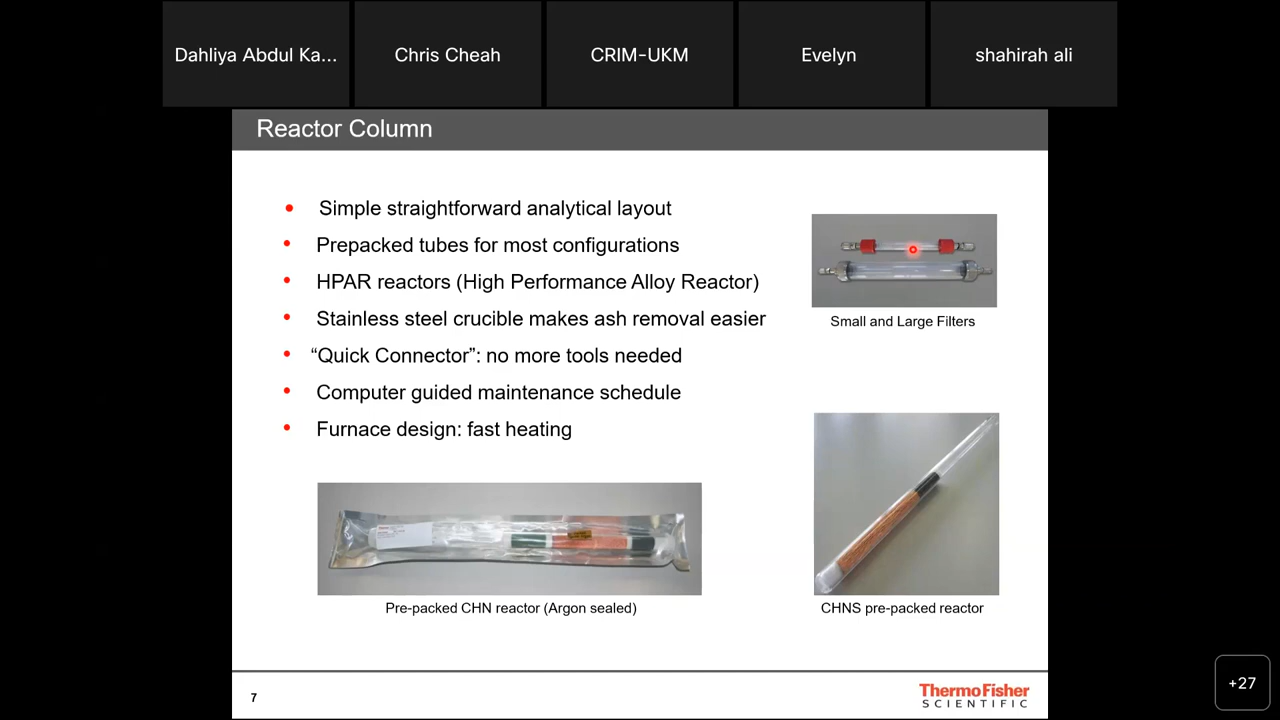 Dahliya Abdul Ka...
Chris Cheah
CRIM-UKM
Evelyn
shahirah ali
Reactor Column
• Simple straightforward analytical layout
• Prepacked tubes for most configurations
• HPAR reactors (High Performance Alloy Reactor)
• Stainless steel crucible makes ash removal easier
• “Quick Connector”: no more tools needed
• Computer guided maintenance schedule
• Furnace design: fast heating
Small and Large Filters
Pre-packed CHN reactor (Argon sealed)
CHNS pre-packed reactor
7
ThermoFisher
SCIENTIFIC
+27